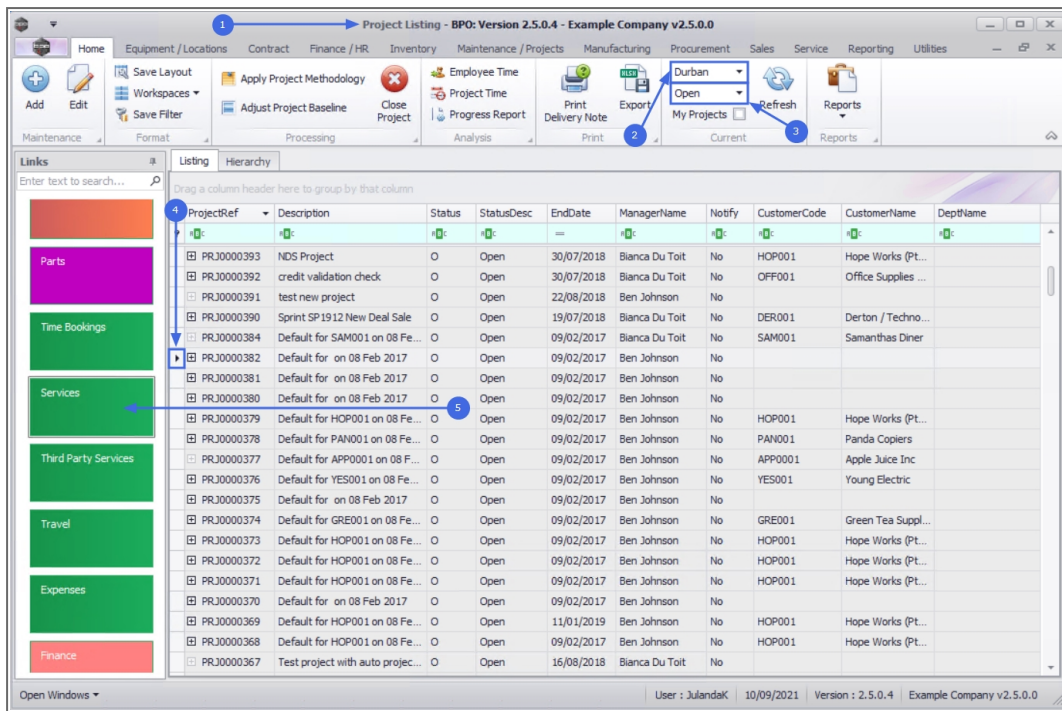 1
Project Listing - BPO: Version 2.5.0.4 - Example Company v2.5.0.0
Home Equipment / Locations Contract Finance / HR Inventory Maintenance / Projects Manufacturing Procurement Sales Service Reporting Utilities
Add
Edit
Maintenance
Save Layout
Workspaces
Save Filter
Format
Apply Project Methodology
Adjust Project Baseline
Close
Project
Processing
Employee Time
Project Time
Progress Report
Analysis
Print
Delivery Note
Export
Print
2
Durban
Open
My Projects
Refresh
Current
3
Reports
Reports
Links
Enter text to search...
Parts
Time Bookings
Services
Third Party Services
Travel
Expenses
Finance
Listing Hierarchy
Drag a column header here to group by that column
4
ProjectRef Description Status StatusDesc EndDate ManagerName Notify CustomerCode CustomerName DeptName
PRJ0000393 NDS Project O Open 30/07/2018 Bianca Du Toit No HOP001 Hope Works (Pt...
PRJ0000392 credit validation check O Open 30/07/2018 Bianca Du Toit No OFF001 Office Supplies ...
PRJ0000391 test new project O Open 22/08/2018 Ben Johnson No
PRJ0000390 Sprint SP1912 New Deal Sale O Open 19/07/2018 Bianca Du Toit No DER001 Derton / Techno...
PRJ0000384 Default for SAM001 on 08 Fe... O Open 09/02/2017 Bianca Du Toit No SAM001 Samanthas Diner
PRJ0000382 Default for on 08 Feb 2017 O Open 09/02/2017 Ben Johnson No
PRJ0000381 Default for on 08 Feb 2017 O Open 09/02/2017 Ben Johnson No
PRJ0000380 Default for on 08 Feb 2017 O Open 09/02/2017 Ben Johnson No
5
PRJ0000379 Default for HOP001 on 08 Fe... O Open 09/02/2017 Ben Johnson No HOP001 Hope Works (Pt...
PRJ0000378 Default for PAN001 on 08 Fe... O Open 09/02/2017 Ben Johnson No PAN001 Panda Copiers
PRJ0000377 Default for APP0001 on 08 F... O Open 09/02/2017 Ben Johnson No APP0001 Apple Juice Inc
PRJ0000376 Default for YES001 on 08 Fe... O Open 09/02/2017 Ben Johnson No YES001 Young Electric
PRJ0000375 Default for on 08 Feb 2017 O Open 09/02/2017 Ben Johnson No
PRJ0000374 Default for GRE001 on 08 Fe... O Open 09/02/2017 Ben Johnson No GRE001 Green Tea Suppl...
PRJ0000373 Default for HOP001 on 08 Fe... O Open 09/02/2017 Ben Johnson No HOP001 Hope Works (Pt...
PRJ0000372 Default for HOP001 on 08 Fe... O Open 09/02/2017 Ben Johnson No HOP001 Hope Works (Pt...
PRJ0000371 Default for HOP001 on 08 Fe... O Open 09/02/2017 Ben Johnson No HOP001 Hope Works (Pt...
PRJ0000370 Default for on 08 Feb 2017 O Open 09/02/2017 Ben Johnson No
PRJ0000369 Default for HOP001 on 08 Fe... O Open 11/01/2019 Ben Johnson No HOP001 Hope Works (Pt...
PRJ0000368 Default for HOP001 on 08 Fe... O Open 09/02/2017 Ben Johnson No HOP001 Hope Works (Pt...
PRJ0000367 Test project with auto projec... O Open 16/08/2018 Bianca Du Toit No
Open Windows
User : JulandaK 10/09/2021 Version : 2.5.0.4 Example Company v2.5.0.0